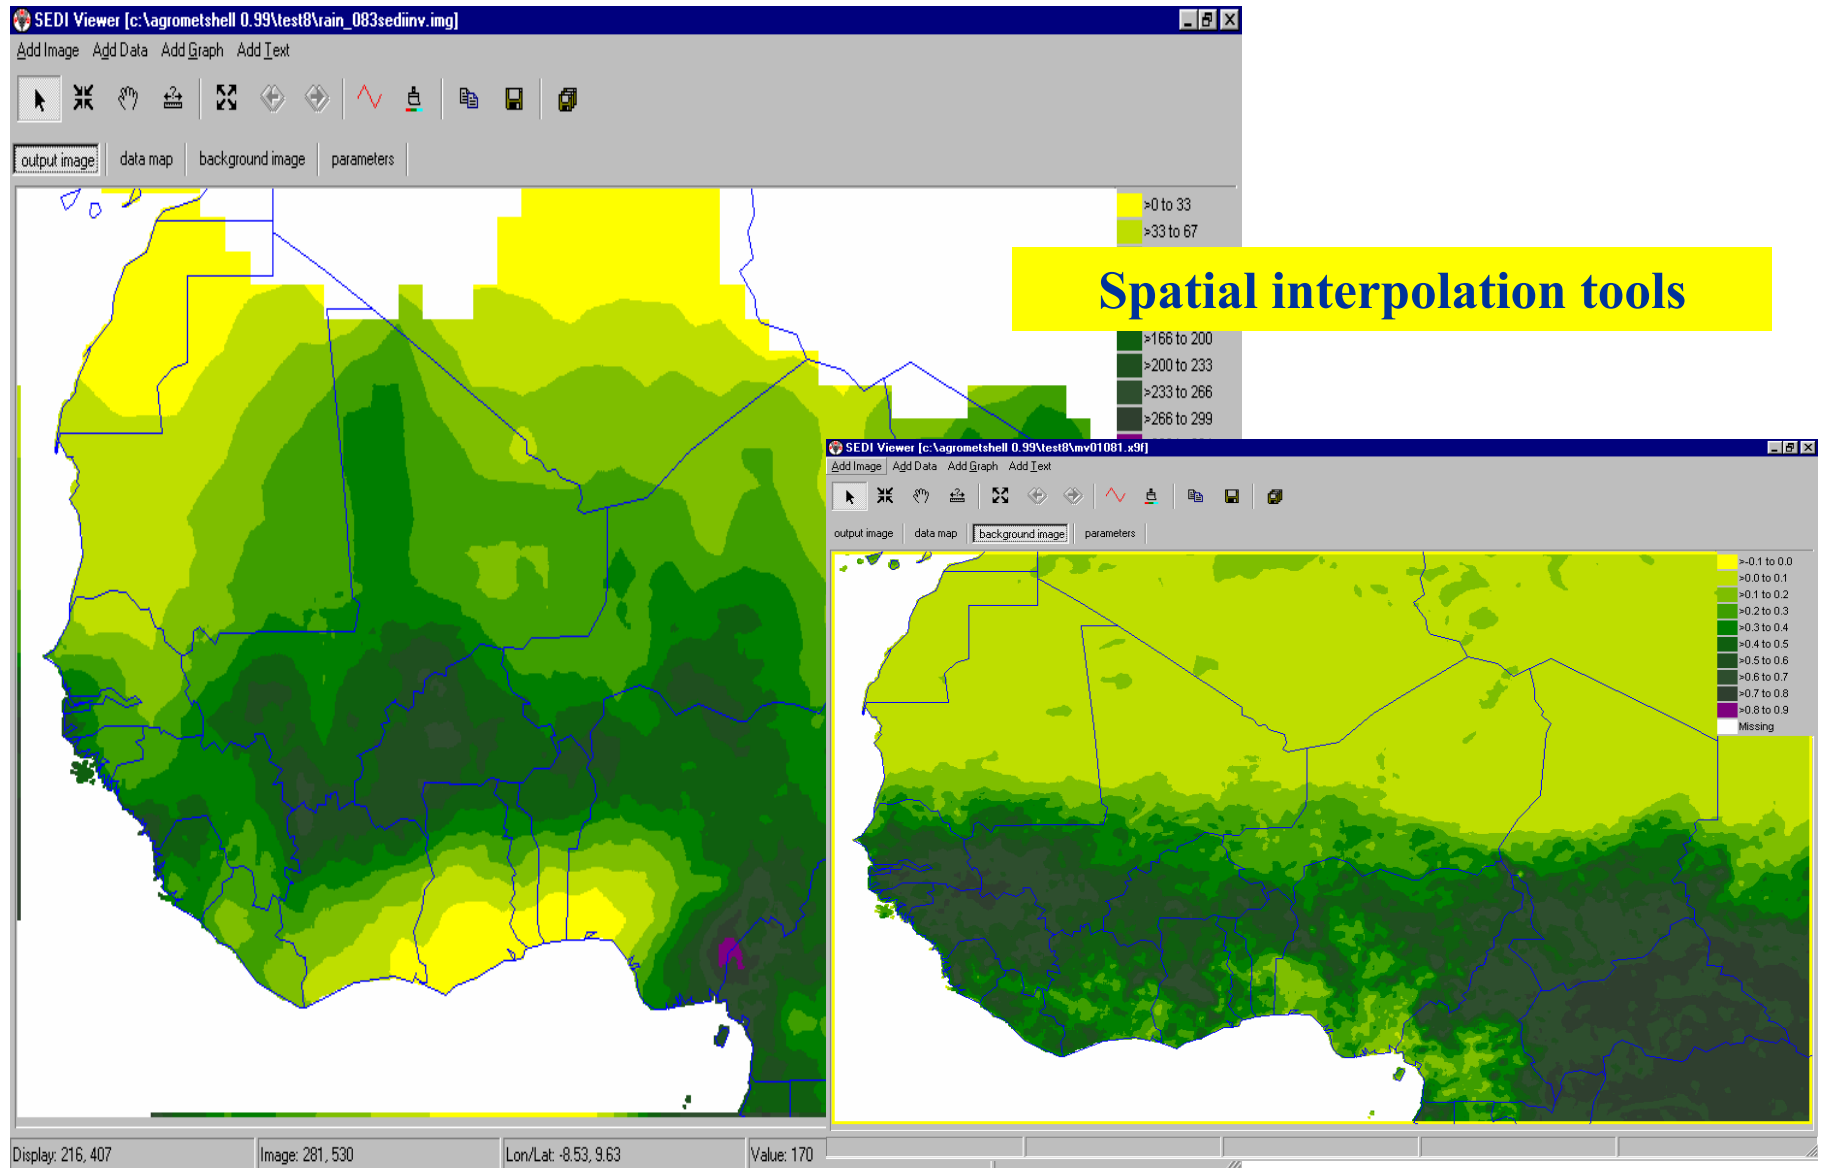 SEDI Viewer [c:\agrometshell 0.99\test8\rain_083sediinv.img]
Add Image Add Data Add Graph Add Text
output image data map background image parameters
>0 to 33
>33 to 67
Spatial interpolation tools
>166 to 200
>200 to 233
>233 to 266
>266 to 299
SEDI Viewer [c:\agrometshell 0.99\test8\mv01081.x9f]
Add Image Add Data Add Graph Add Text
output image data map background image parameters
>-0.1 to 0.0
>0.0 to 0.1
>0.1 to 0.2
>0.2 to 0.3
>0.3 to 0.4
>0.4 to 0.5
>0.5 to 0.6
>0.6 to 0.7
>0.7 to 0.8
>0.8 to 0.9
Missing
Display: 216, 407 Image: 281, 530 Lon/Lat: -8.53, 9.63 Value: 170